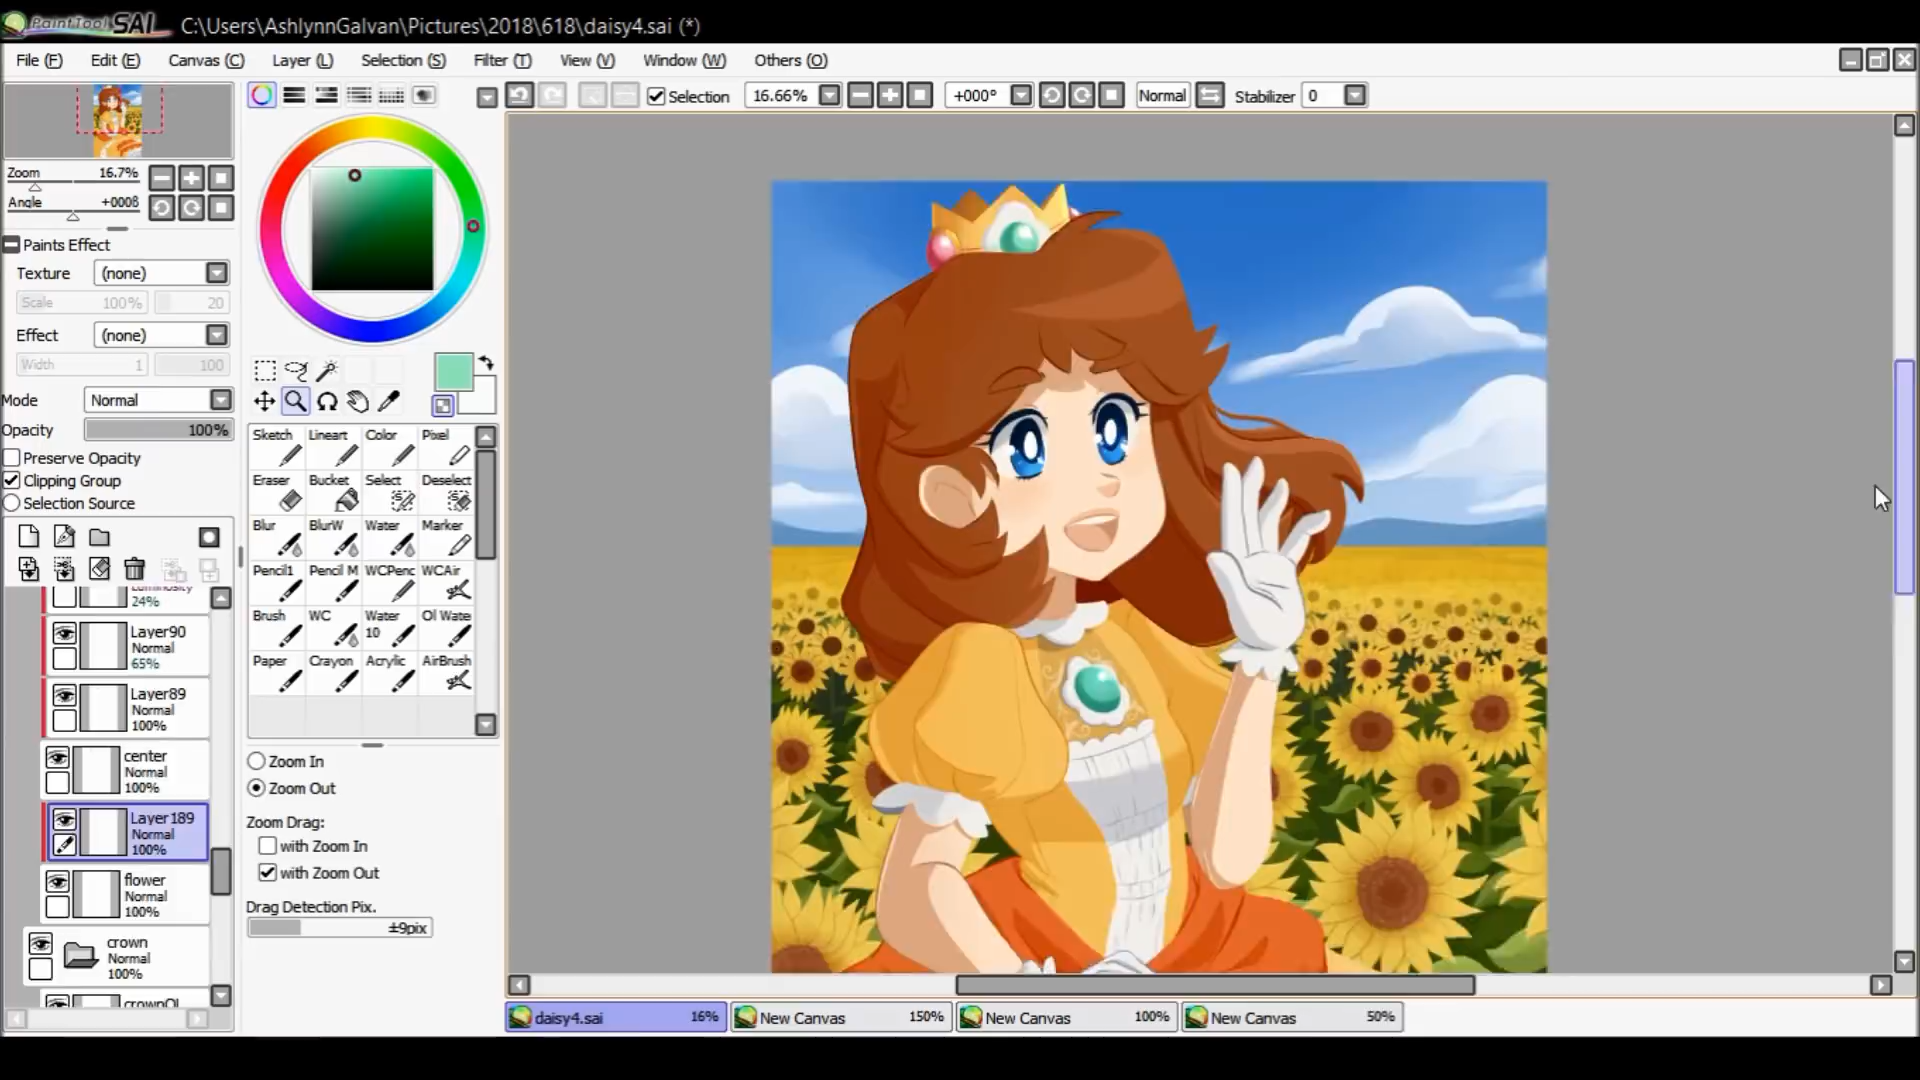 PaintTool SAI C:\Users\AshlynnGalvan\Pictures\2018\618\daisy4.sai (*)
File (F) Edit (E) Canvas (C) Layer (L) Selection (S) Filter (T) View (V) Window (W) Others (O)
Selection 16.66% +000° Normal Stabilizer 0
Zoom 16.7%
Angle +0008
Paints Effect
Texture (none)
Scale 100% 20
Effect (none)
Width 1 100
Mode Normal
Opacity 100%
Preserve Opacity
Clipping Group
Selection Source
Luminosity
24%
Layer90
Normal
65%
Layer89
Normal
100%
center
Normal
100%
Layer189
Normal
100%
flower
Normal
100%
crown
Normal
100%
crownOL
Sketch Lineart Color Pixel
Eraser Bucket Select Deselect
Blur BlurW Water Marker
Pencil1 Pencil M WCPenc WCAir
Brush WC Water 10 Ol Wate
Paper Crayon Acrylic AirBrush
Zoom In
Zoom Out
Zoom Drag:
with Zoom In
with Zoom Out
Drag Detection Pix.
±9pix
daisy4.sai 16% New Canvas 150% New Canvas 100% New Canvas 50%